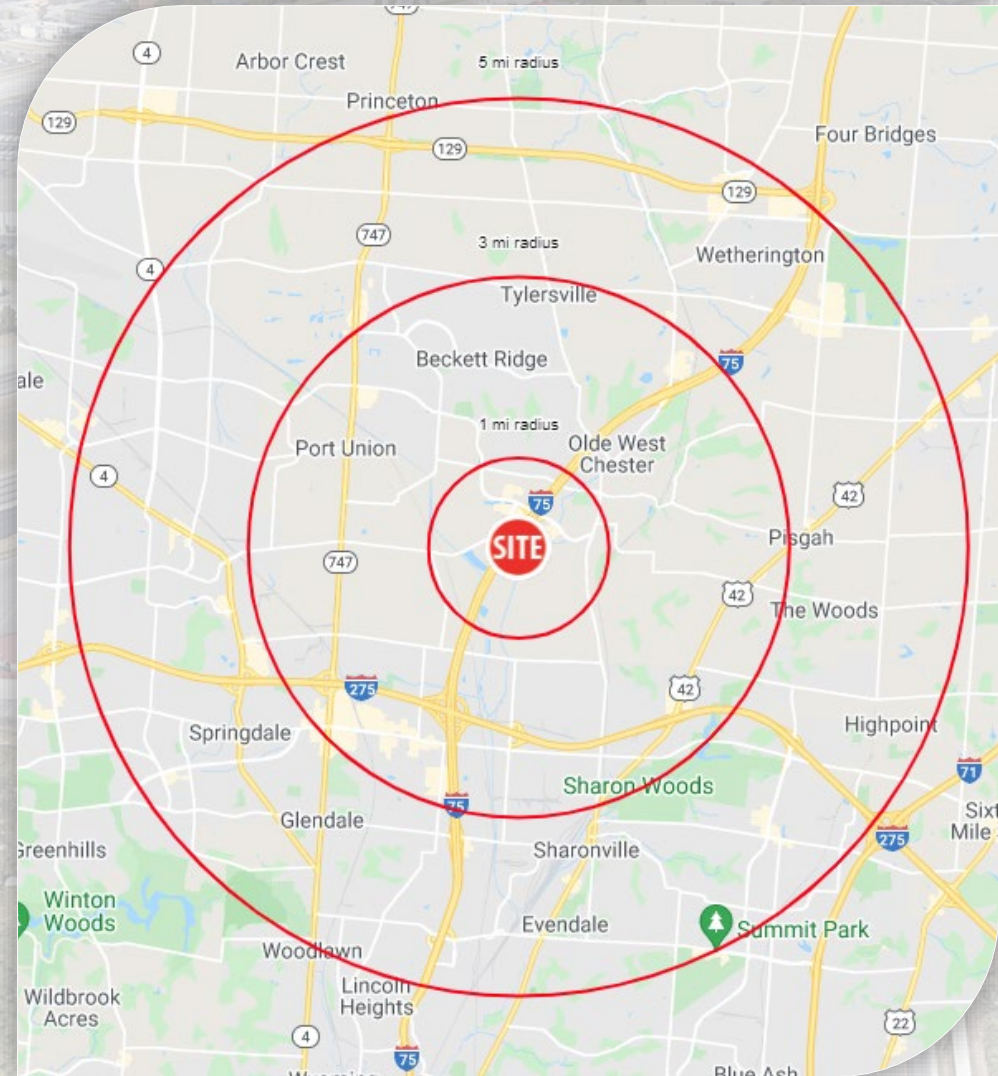 747
4
Arbor Crest
5 mi radius
Princeton
129
129
Four Bridges
129
747
3 mi radius
Wetherington
4
Tylersville
Beckett Ridge
75
ale
1 mi radius
Port Union
Olde West
Chester
4
42
75
SITE
Pisgah
747
42
The Woods
275
42
Springdale
Highpoint
71
Sharon Woods
75
Glendale
Sixt
Mile
275
Greenhills
Sharonville
Winton
Woods
Evendale
Summit Park
Woodlawn
Lincoln
Heights
Wildbrook
Acres
22
4
75
Wyoming
Blue Ash